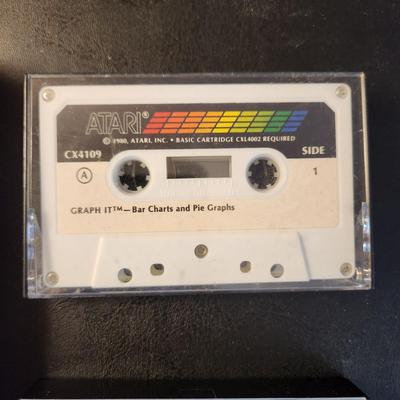 ATARI®
© 1980, ATARI, INC. • BASIC CARTRIDGE CXL4002 REQUIRED
CX4109 SIDE
A 1
GRAPH IT™—Bar Charts and Pie Graphs